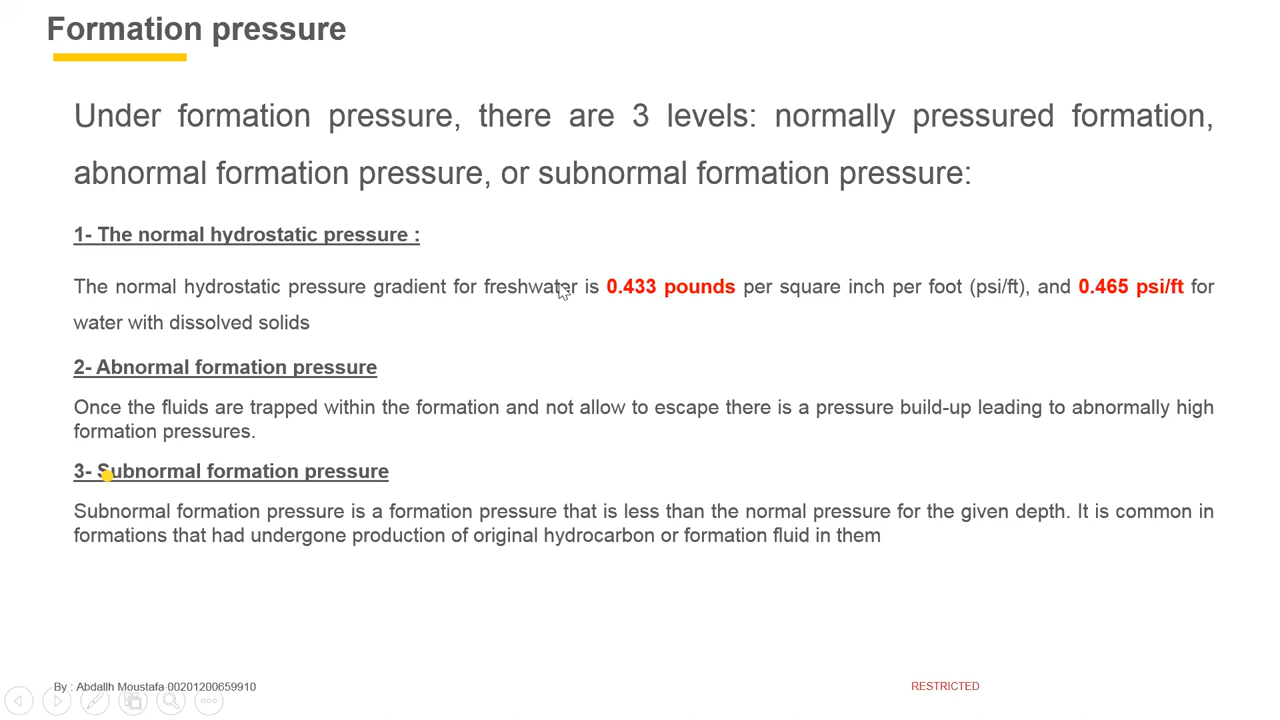 Formation pressure
Under formation pressure, there are 3 levels: normally pressured formation,
abnormal formation pressure, or subnormal formation pressure:
1- The normal hydrostatic pressure :
The normal hydrostatic pressure gradient for freshwater is 0.433 pounds per square inch per foot (psi/ft), and 0.465 psi/ft for
water with dissolved solids
2- Abnormal formation pressure
Once the fluids are trapped within the formation and not allow to escape there is a pressure build-up leading to abnormally high
formation pressures.
3- Subnormal formation pressure
Subnormal formation pressure is a formation pressure that is less than the normal pressure for the given depth. It is common in
formations that had undergone production of original hydrocarbon or formation fluid in them
By : Abdallh Moustafa 00201200659910
RESTRICTED